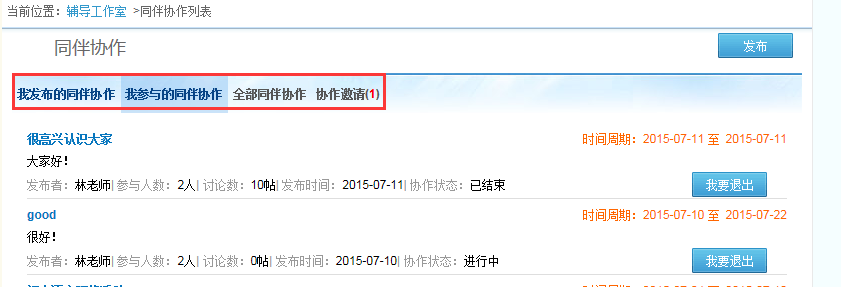 当前位置：辅导工作室 >同伴协作列表
同伴协作
发布
我发布的同伴协作 我参与的同伴协作 全部同伴协作 协作邀请(1)
很高兴认识大家 时间周期：2015-07-11 至 2015-07-11
大家好！
发布者：林老师| 参与人数：2人| 讨论数：10帖| 发布时间：2015-07-11| 协作状态：已结束
我要退出
good 时间周期：2015-07-10 至 2015-07-22
很好！
发布者：林老师| 参与人数：2人| 讨论数：0帖| 发布时间：2015-07-10| 协作状态：进行中
我要退出